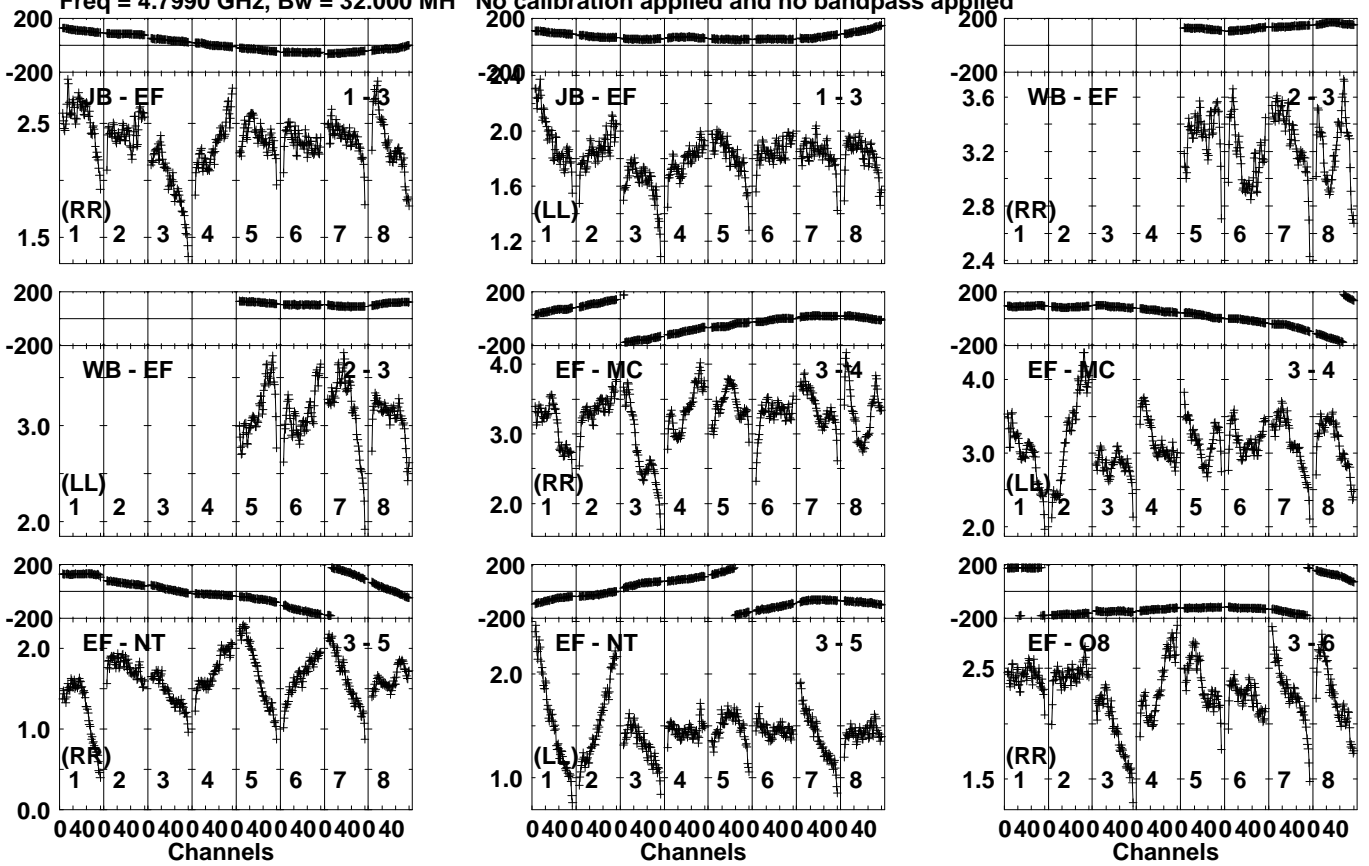 Freq = 4.7990 GHz, Bw = 32.000 MH No calibration applied and no bandpass applied
200
-200
JB - EF 1 - 3
2.5
1.5
(RR)
1 2 3 4 5 6 7 8
200
-200
2.4
JB - EF 1 - 3
2.0
1.6
1.2
(LL)
1 2 3 4 5 6 7 8
200
-200
WB - EF 2 - 3
3.6
3.2
2.8
2.4
(RR)
1 2 3 4 5 6 7 8
200
-200
WB - EF 2 - 3
3.0
2.0
(LL)
1 2 3 4 5 6 7 8
200
-200
EF - MC 3 - 4
4.0
3.0
2.0
(RR)
1 2 3 4 5 6 7 8
200
-200
EF - MC 3 - 4
4.0
3.0
2.0
(LL)
1 2 3 4 5 6 7 8
200
-200
EF - NT 3 - 5
2.0
1.0
0.0
(RR)
1 2 3 4 5 6 7 8
0 40 0 40 0 40 0 40 0 40 0 40 0 40 0 40
Channels
200
-200
EF - NT 3 - 5
2.0
1.0
(LL)
1 2 3 4 5 6 7 8
0 40 0 40 0 40 0 40 0 40 0 40 0 40 0 40
Channels
200
-200
EF - O8 3 - 6
2.5
1.5
(RR)
1 2 3 4 5 6 7 8
0 40 0 40 0 40 0 40 0 40 0 40 0 40 0 40
Channels